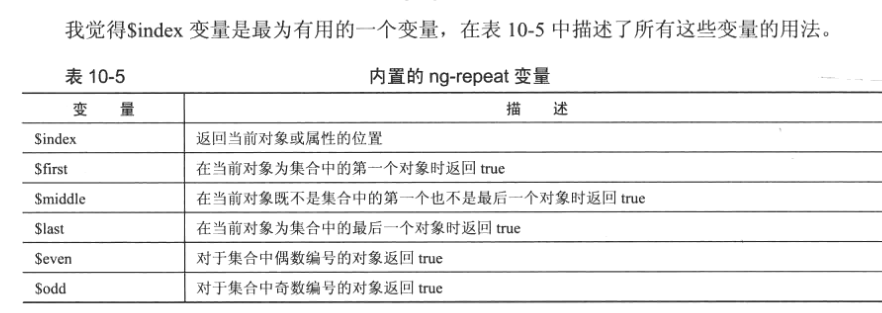 我觉得$index 变量是最为有用的一个变量，在表 10-5 中描述了所有这些变量的用法。
表 10-5 内置的 ng-repeat 变量
变 量 描 述
$index 返回当前对象或属性的位置
$first 在当前对象为集合中的第一个对象时返回 true
$middle 在当前对象既不是集合中的第一个也不是最后一个对象时返回 true
$last 在当前对象为集合中的最后一个对象时返回 true
$even 对于集合中偶数编号的对象返回 true
$odd 对于集合中奇数编号的对象返回 true